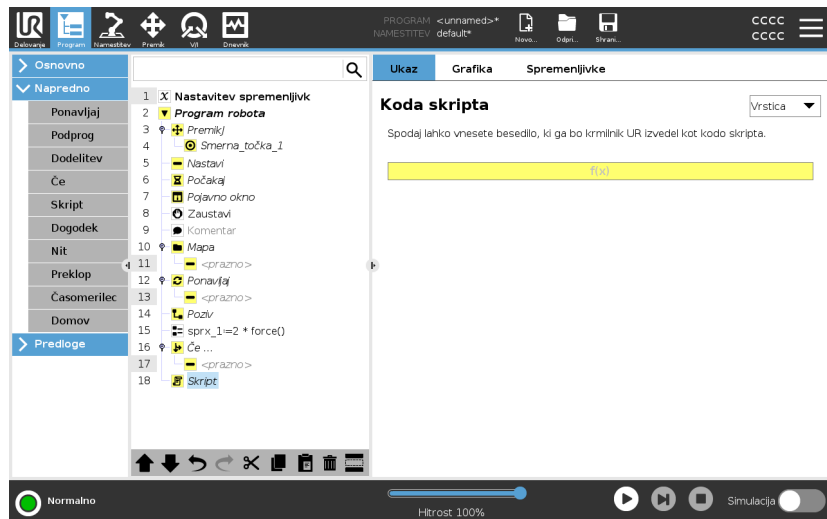 UR
Delovanje Program Namestitev Premik V/I Dnevnik
PROGRAM <unnamed>*
NAMESTITEV default*
Novo... Odpri... Shrani...
CCCC
CCCC
Osnovno
Napredno
Ponavljaj
Podprog
Dodelitev
Če
Skript
Dogodek
Nit
Preklop
Časomerilec
Domov
Predloge
1 X Nastavitev spremenljivk
2 Program robota
3 PremikJ
4 Smerna_točka_1
5 Nastavi
6 Počakaj
7 Pojavno okno
8 Zaustavi
9 Komentar
10 Mapa
11 <prazno>
12 Ponavljaj
13 <prazno>
14 Poziv
15 sprx_1≔2 * force()
16 Če ...
17 <prazno>
18 Skript
Ukaz Grafika Spremenljivke
Koda skripta
Vrstica
Spodaj lahko vnesete besedilo, ki ga bo krmilnik UR izvedel kot kodo skripta.
f(x)
Normalno
Hitrost 100%
Simulacija